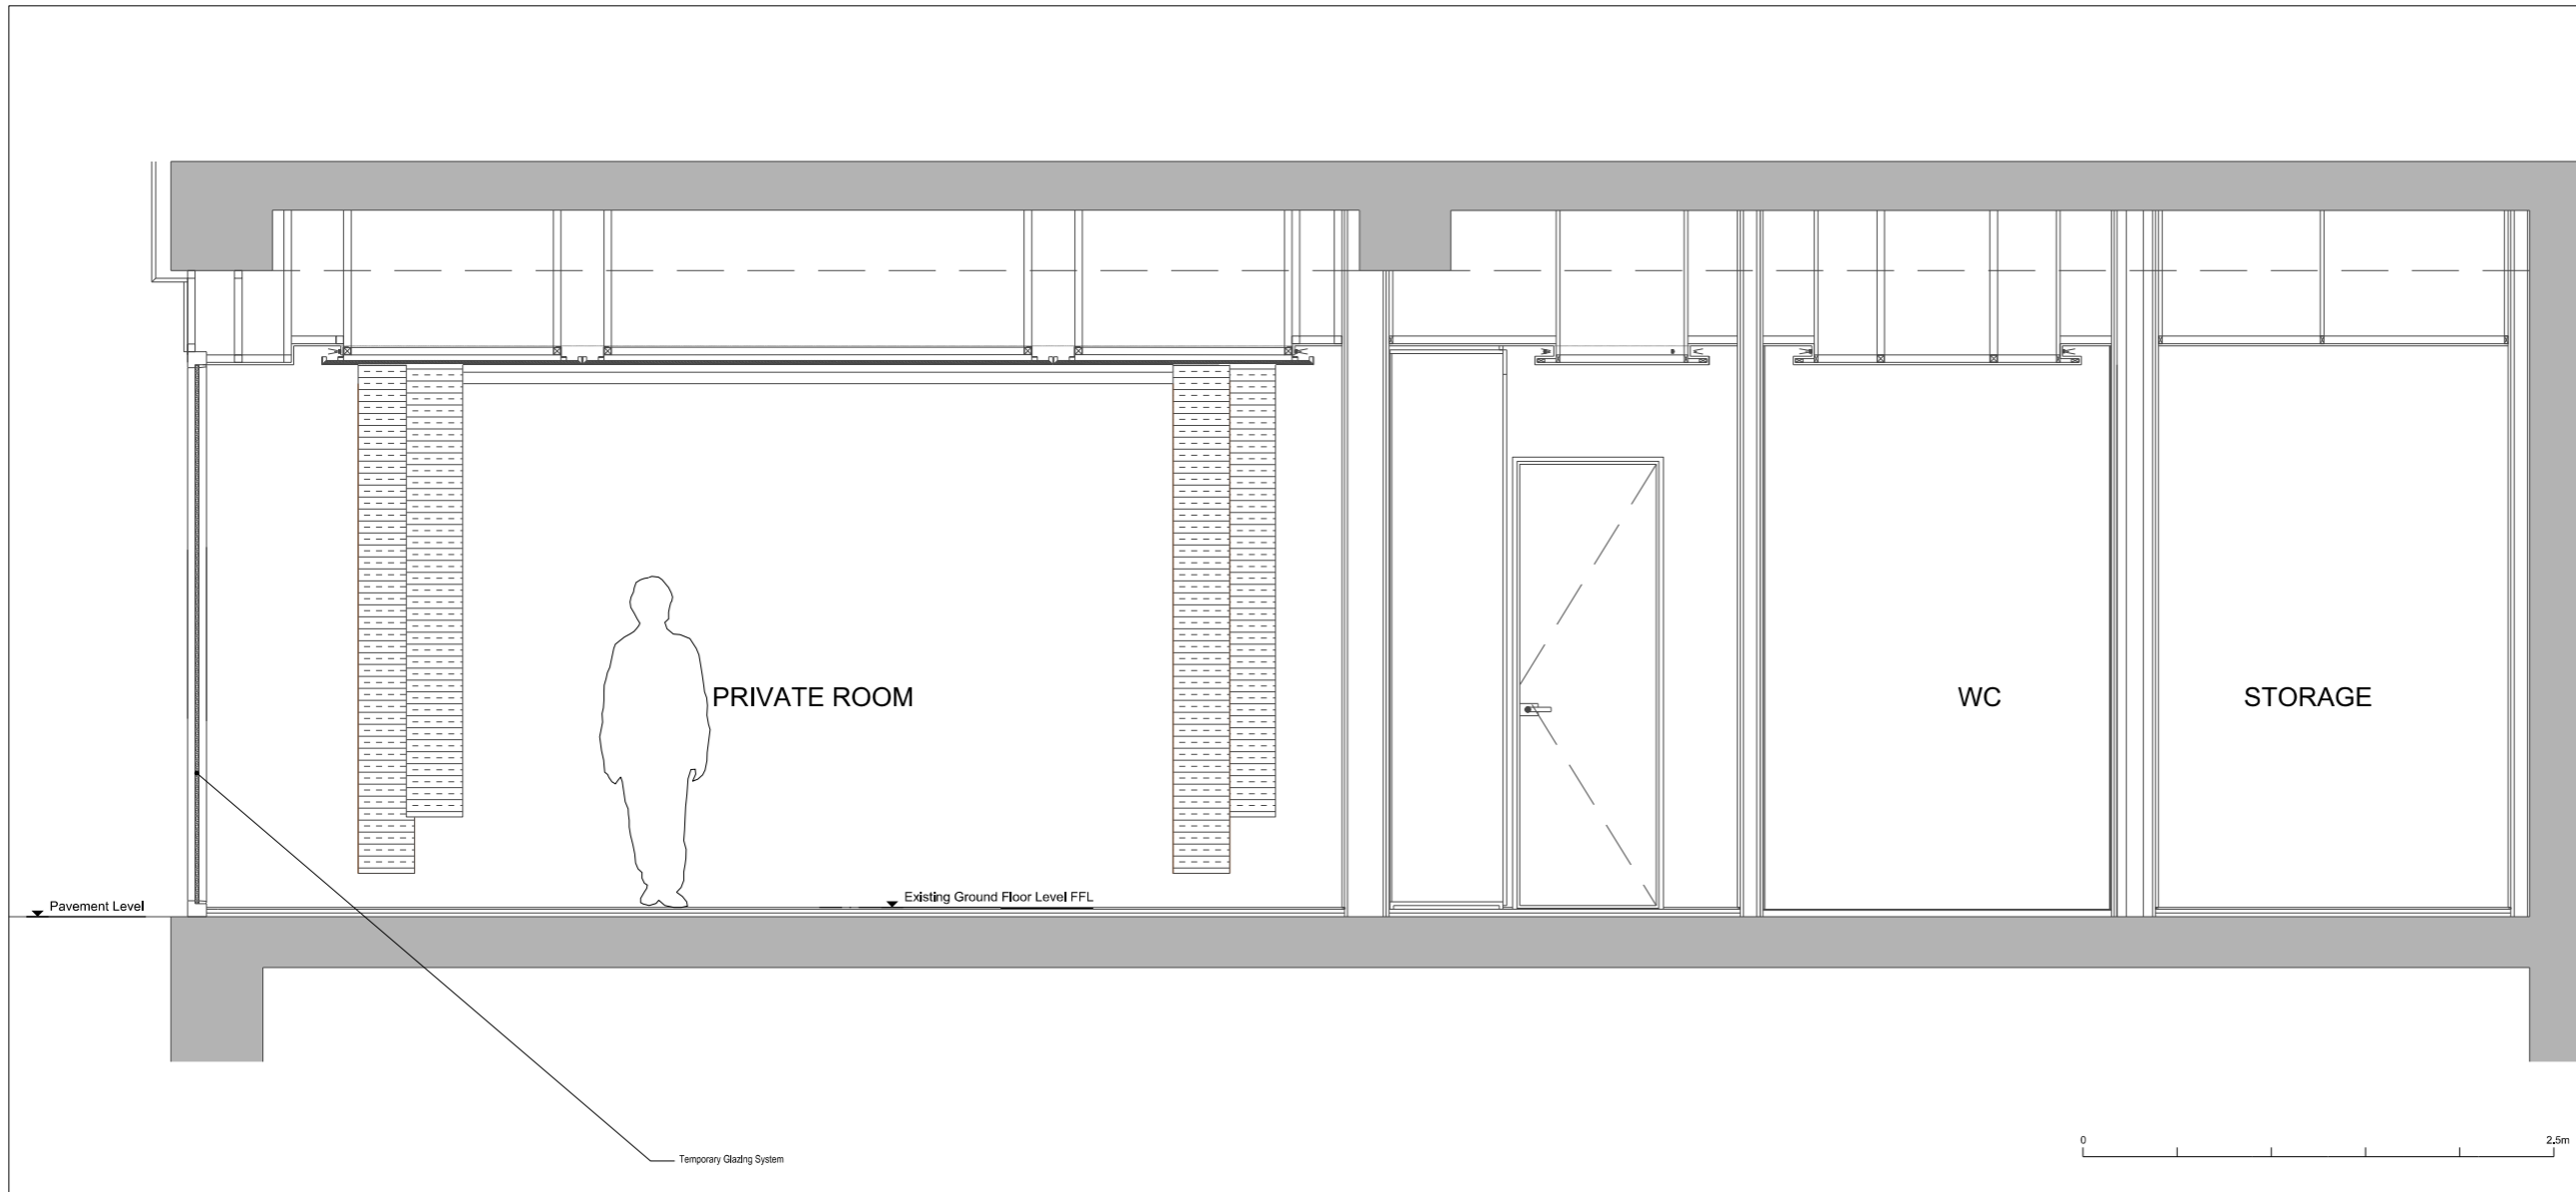 PRIVATE ROOM
WC
STORAGE
Pavement Level
Existing Ground Floor Level FFL
0
2.5m
Temporary Glazing System